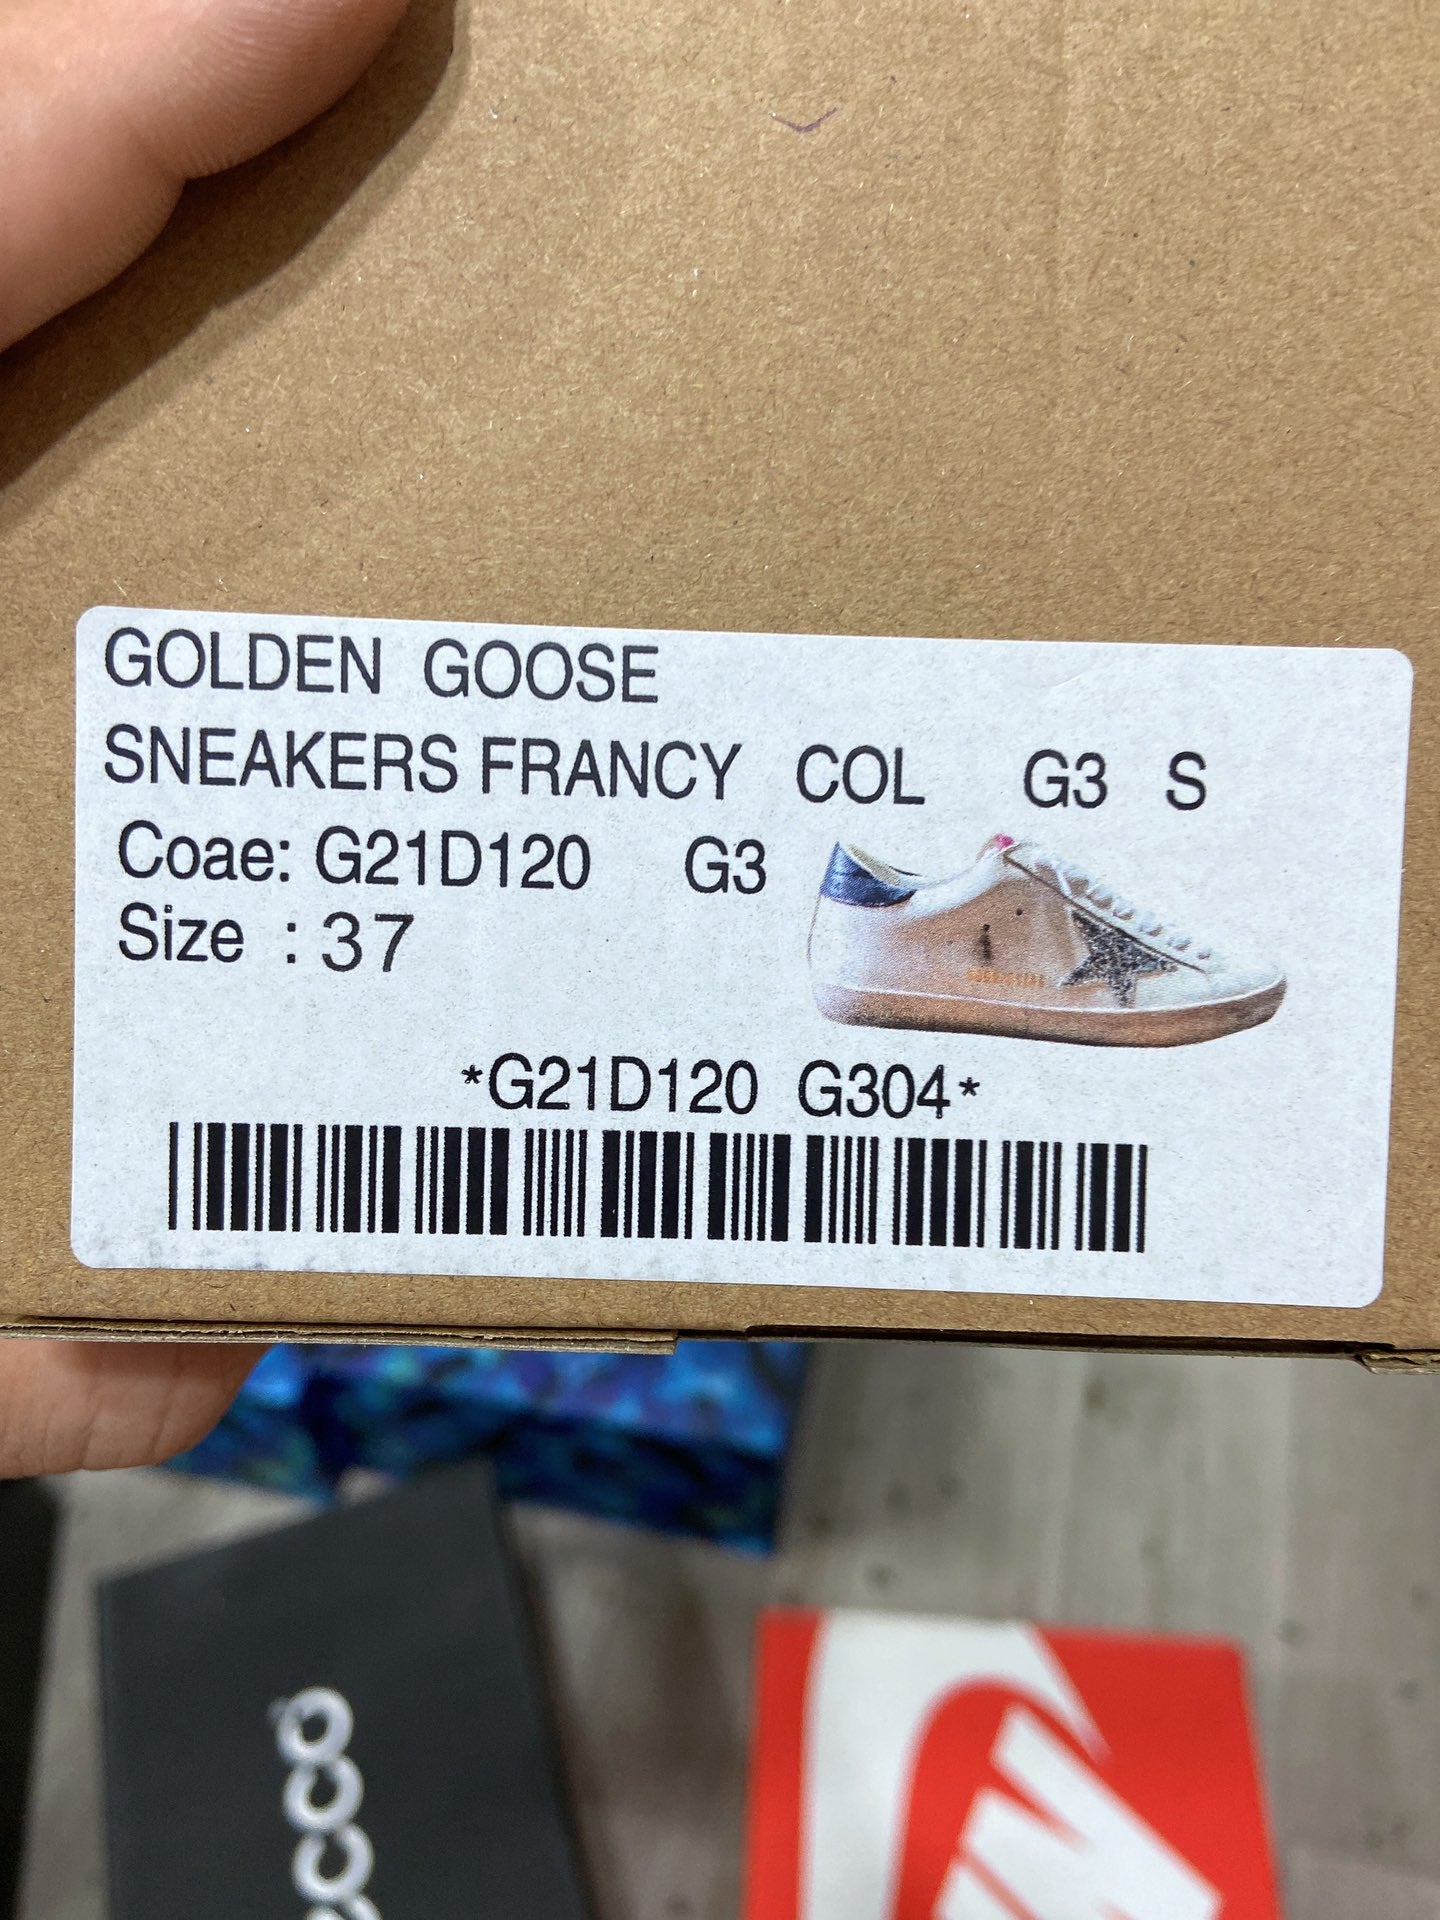 GOLDEN GOOSE
SNEAKERS FRANCY COL G3 S
Coae: G21D120 G3
Size : 37
*G21D120 G304*